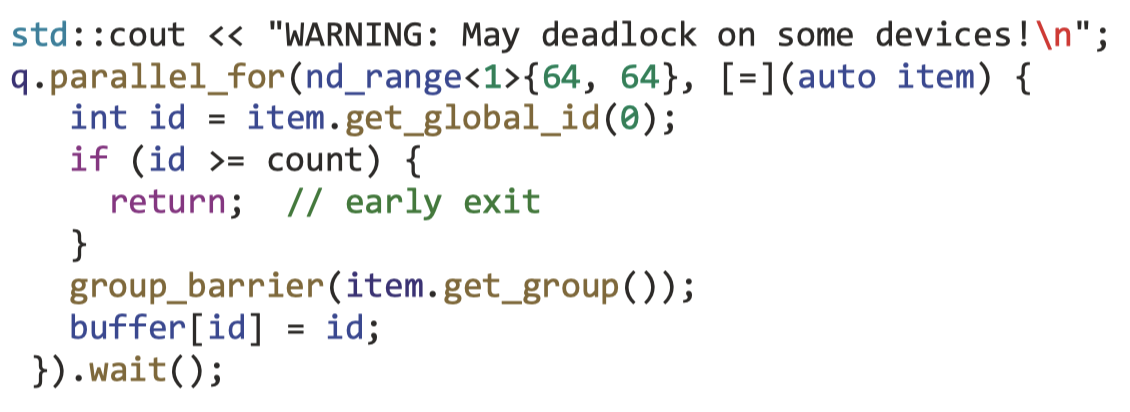 std::cout << "WARNING: May deadlock on some devices!\n";
q.parallel_for(nd_range<1>{64, 64}, [=](auto item) {
   int id = item.get_global_id(0);
   if (id >= count) {
     return;  // early exit
   }
   group_barrier(item.get_group());
   buffer[id] = id;
 }).wait();